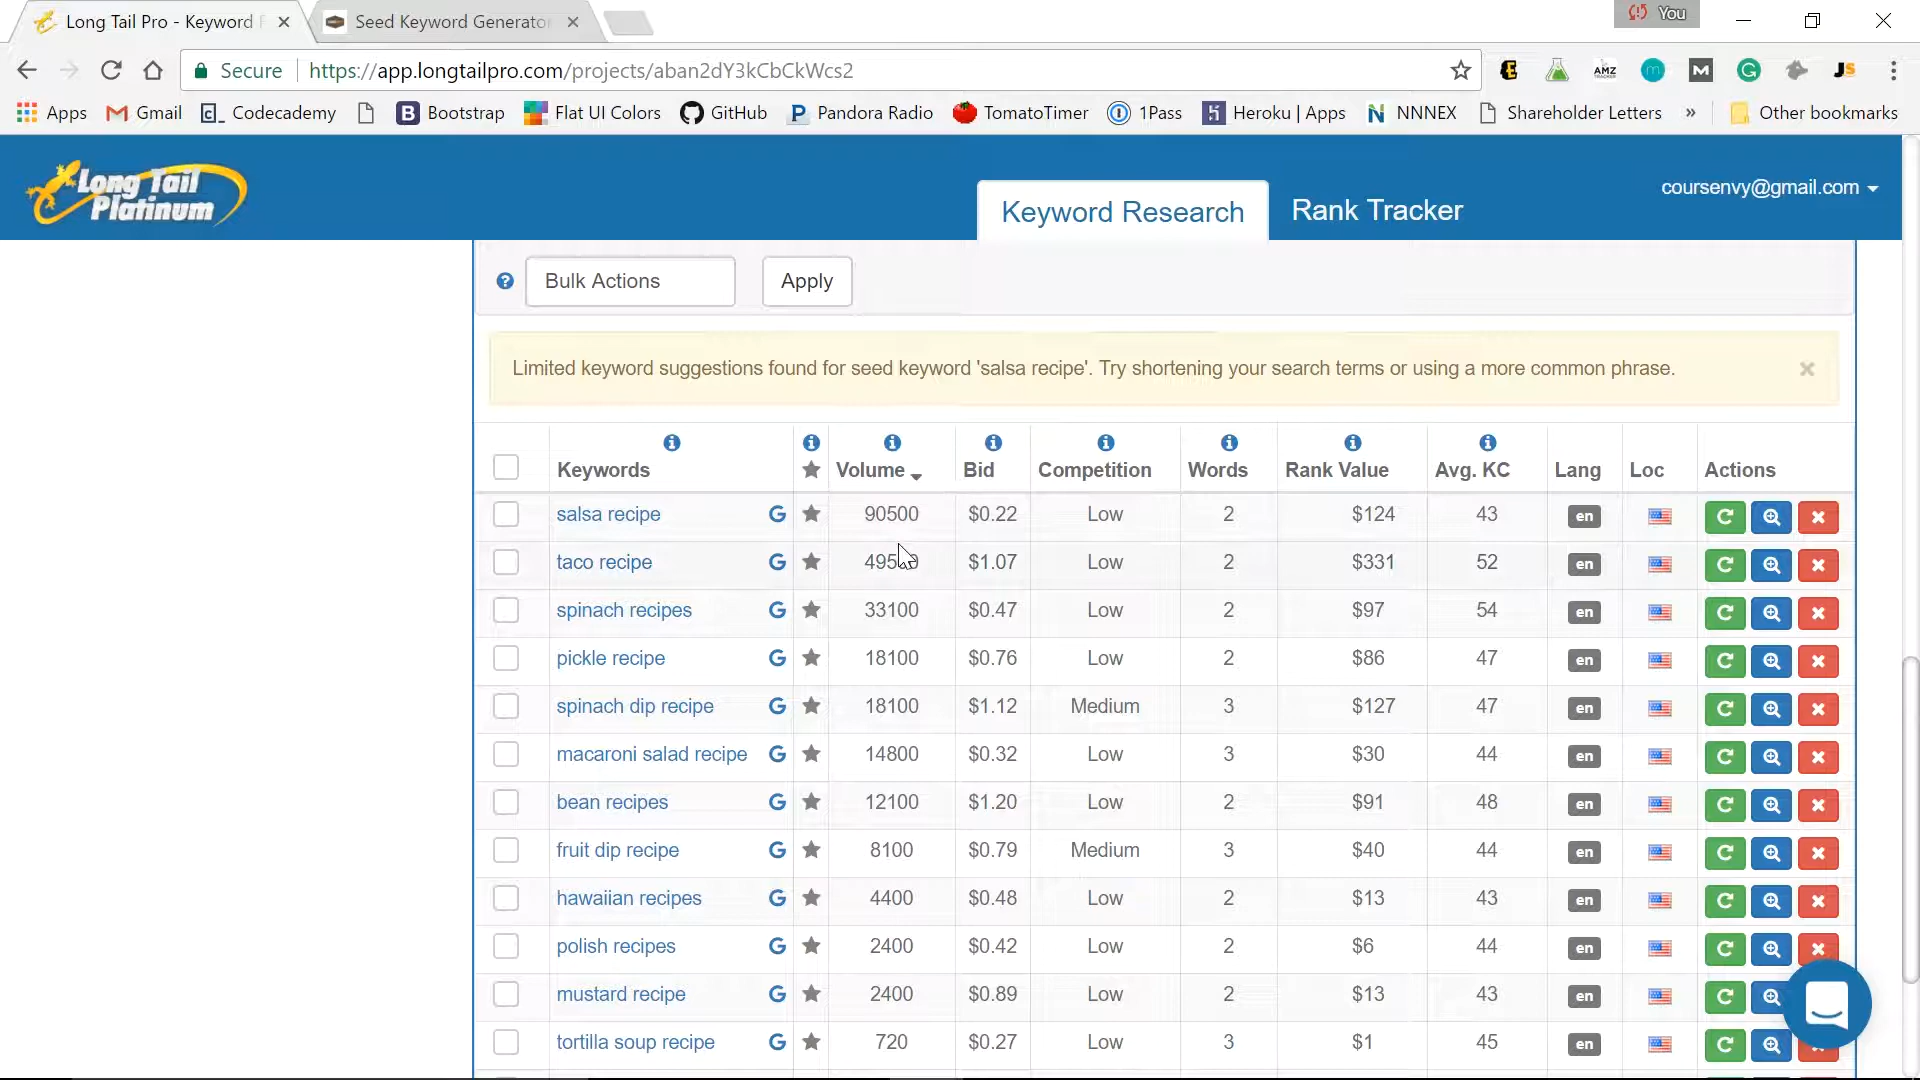 Long Tail Pro - Keyword
Seed Keyword Generator
You
Secure
https://app.longtailpro.com/projects/aban2dY3kCbCkWcs2
Apps Gmail Codecademy Bootstrap Flat UI Colors GitHub Pandora Radio TomatoTimer 1Pass Heroku | Apps NNNEX Shareholder Letters » Other bookmarks
Long Tail
Platinum
Keyword Research
Rank Tracker
coursenvy@gmail.com
Bulk Actions
Apply
Limited keyword suggestions found for seed keyword 'salsa recipe'. Try shortening your search terms or using a more common phrase.
Keywords Volume Bid Competition Words Rank Value Avg. KC Lang Loc Actions
salsa recipe G 90500 $0.22 Low 2 $124 43 en
taco recipe G $1.07 Low 2 $331 52 en
spinach recipes G 33100 $0.47 Low 2 $97 54 en
pickle recipe G 18100 $0.76 Low 2 $86 47 en
spinach dip recipe G 18100 $1.12 Medium 3 $127 47 en
macaroni salad recipe G 14800 $0.32 Low 3 $30 44 en
bean recipes G 12100 $1.20 Low 2 $91 48 en
fruit dip recipe G 8100 $0.79 Medium 3 $40 44 en
hawaiian recipes G 4400 $0.48 Low 2 $13 43 en
polish recipes G 2400 $0.42 Low 2 $6 44 en
mustard recipe G 2400 $0.89 Low 2 $13 43 en
tortilla soup recipe G 720 $0.27 Low 3 $1 45 en